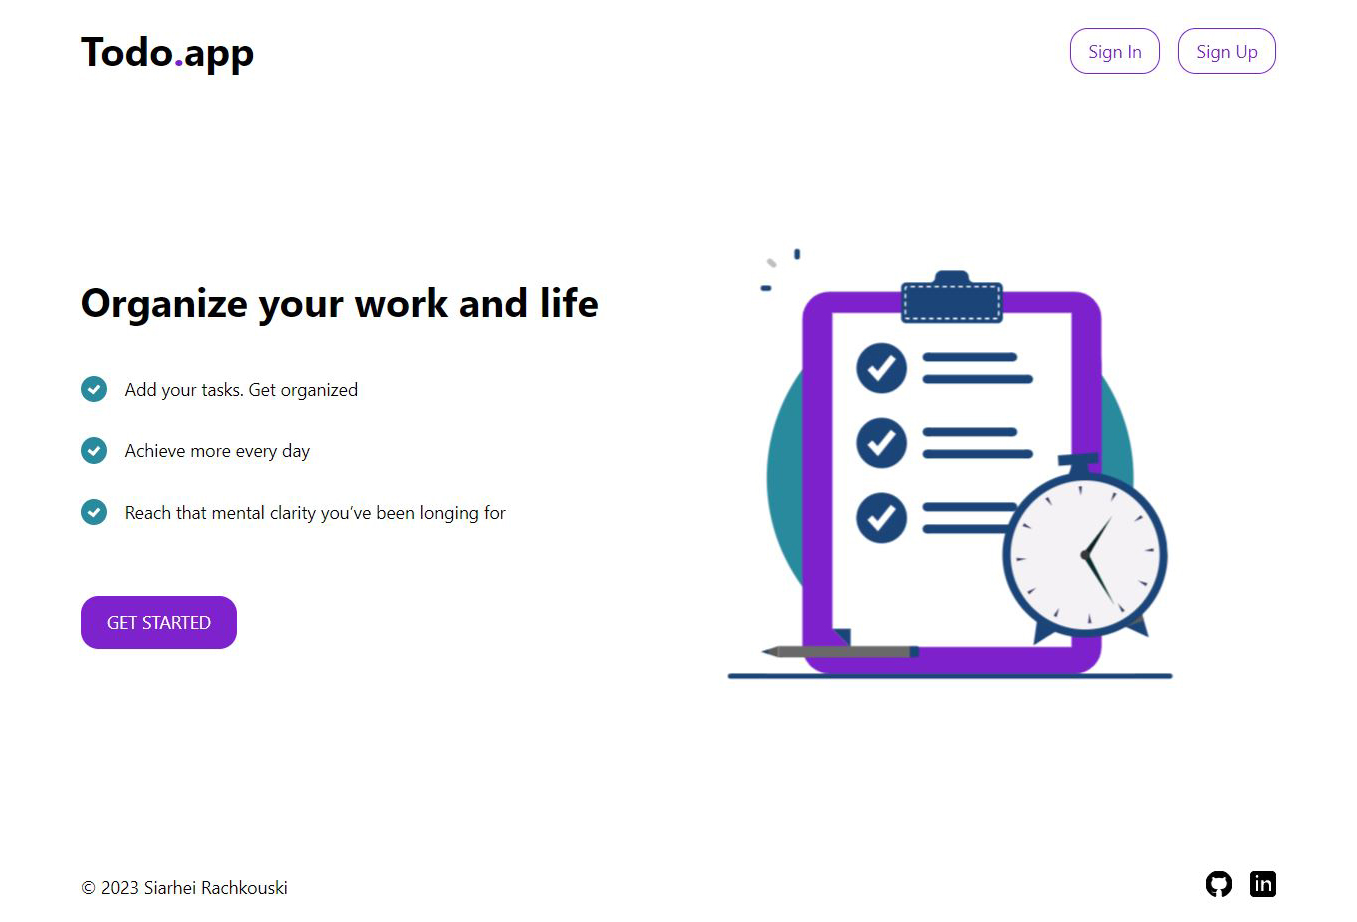 Todo.app
Sign In
Sign Up
Organize your work and life
Add your tasks. Get organized
Achieve more every day
Reach that mental clarity you’ve been longing for
GET STARTED
© 2023 Siarhei Rachkouski
in